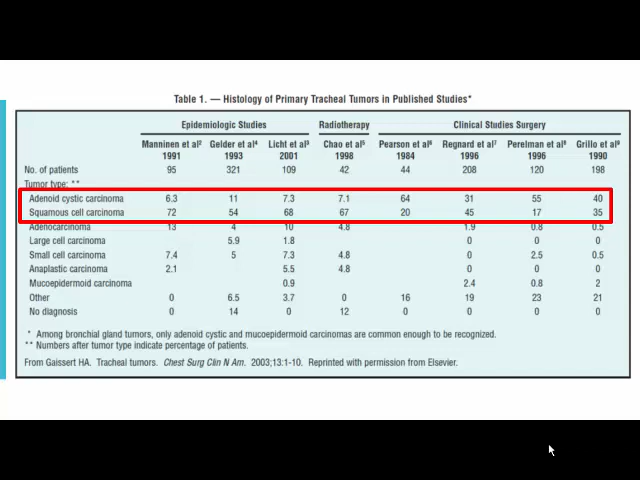 Table 1. — Histology of Primary Tracheal Tumors in Published Studies*
Epidemiologic Studies Radiotherapy Clinical Studies Surgery
Manninen et al² Gelder et al⁴ Licht et al³ Chao et al⁵ Pearson et al⁶ Regnard et al⁷ Perelman et al⁸ Grillo et al⁹
1991 1993 2001 1998 1984 1996 1996 1990
No. of patients 95 321 109 42 44 208 120 198
Tumor type: **
Adenoid cystic carcinoma 6.3 11 7.3 7.1 64 31 55 40
Squamous cell carcinoma 72 54 68 67 20 45 17 35
Adenocarcinoma 13 4 10 4.8 1.9 0.8 0.5
Large cell carcinoma 5.9 1.8 0 0 0
Small cell carcinoma 7.4 5 7.3 4.8 0 2.5 0.5
Anaplastic carcinoma 2.1 5.5 4.8 0 0 0
Mucoepidermoid carcinoma 0.9 2.4 0.8 2
Other 0 6.5 3.7 0 16 19 23 21
No diagnosis 0 14 0 12 0 0 0 0
* Among bronchial gland tumors, only adenoid cystic and mucoepidermoid carcinomas are common enough to be recognized.
** Numbers after tumor type indicate percentage of patients.
From Gaissert HA. Tracheal tumors. Chest Surg Clin N Am. 2003;13:1-10. Reprinted with permission from Elsevier.